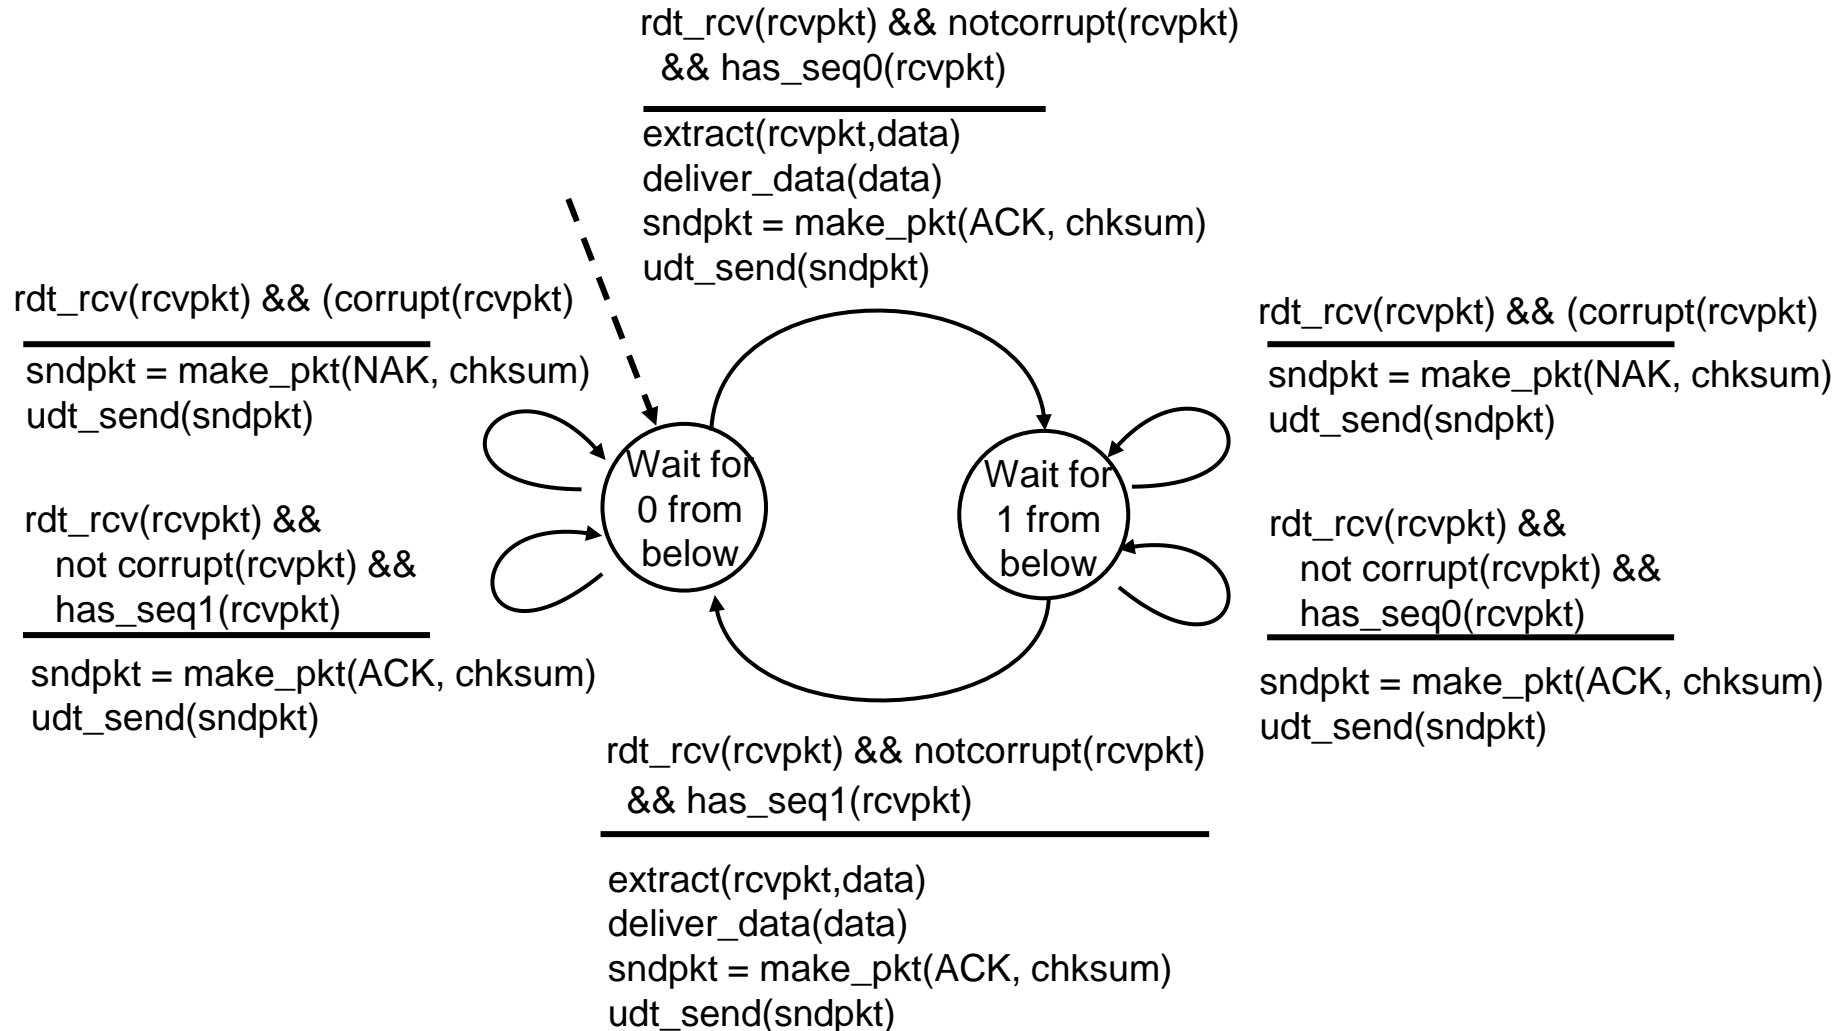 rdt_rcv(rcvpkt) && notcorrupt(rcvpkt)
&& has_seq0(rcvpkt)
extract(rcvpkt,data)
deliver_data(data)
sndpkt = make_pkt(ACK, chksum)
udt_send(sndpkt)
rdt_rcv(rcvpkt) && (corrupt(rcvpkt)
sndpkt = make_pkt(NAK, chksum)
udt_send(sndpkt)
rdt_rcv(rcvpkt) &&
not corrupt(rcvpkt) &&
has_seq1(rcvpkt)
sndpkt = make_pkt(ACK, chksum)
udt_send(sndpkt)
Wait for
0 from
below
Wait for
1 from
below
rdt_rcv(rcvpkt) && (corrupt(rcvpkt)
sndpkt = make_pkt(NAK, chksum)
udt_send(sndpkt)
rdt_rcv(rcvpkt) &&
not corrupt(rcvpkt) &&
has_seq0(rcvpkt)
sndpkt = make_pkt(ACK, chksum)
udt_send(sndpkt)
rdt_rcv(rcvpkt) && notcorrupt(rcvpkt)
&& has_seq1(rcvpkt)
extract(rcvpkt,data)
deliver_data(data)
sndpkt = make_pkt(ACK, chksum)
udt_send(sndpkt)